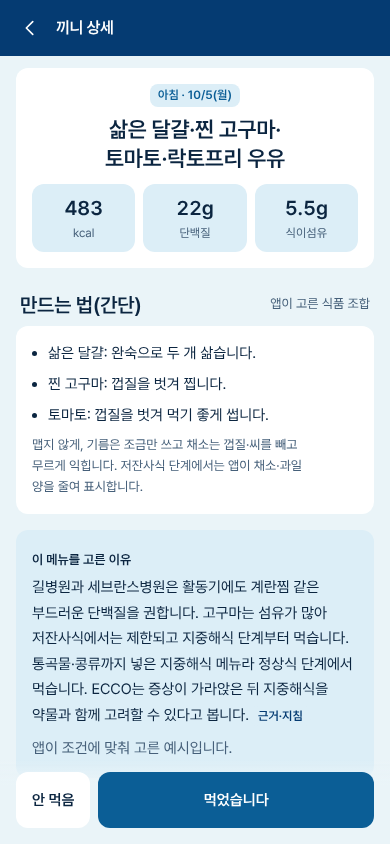 끼니 상세
아침 · 10/5(월)
삶은 달걀·찐 고구마·
토마토·락토프리 우유
483
kcal
22g
단백질
5.5g
식이섬유
만드는 법(간단)
앱이 고른 식품 조합
• 삶은 달걀: 완숙으로 두 개 삶습니다.
• 찐 고구마: 껍질을 벗겨 찝니다.
• 토마토: 껍질을 벗겨 먹기 좋게 썹니다.
맵지 않게, 기름은 조금만 쓰고 채소는 껍질·씨를 빼고
무르게 익힙니다. 저잔사식 단계에서는 앱이 채소·과일
양을 줄여 표시합니다.
이 메뉴를 고른 이유
길병원과 세브란스병원은 활동기에도 계란찜 같은
부드러운 단백질을 권합니다. 고구마는 섬유가 많아
저잔사식에서는 제한되고 지중해식 단계부터 먹습니다.
통곡물·콩류까지 넣은 지중해식 메뉴라 정상식 단계에서
먹습니다. ECCO는 증상이 가라앉은 뒤 지중해식을
약물과 함께 고려할 수 있다고 봅니다. 근거·지침
앱이 조건에 맞춰 고른 예시입니다.
안 먹음
먹었습니다